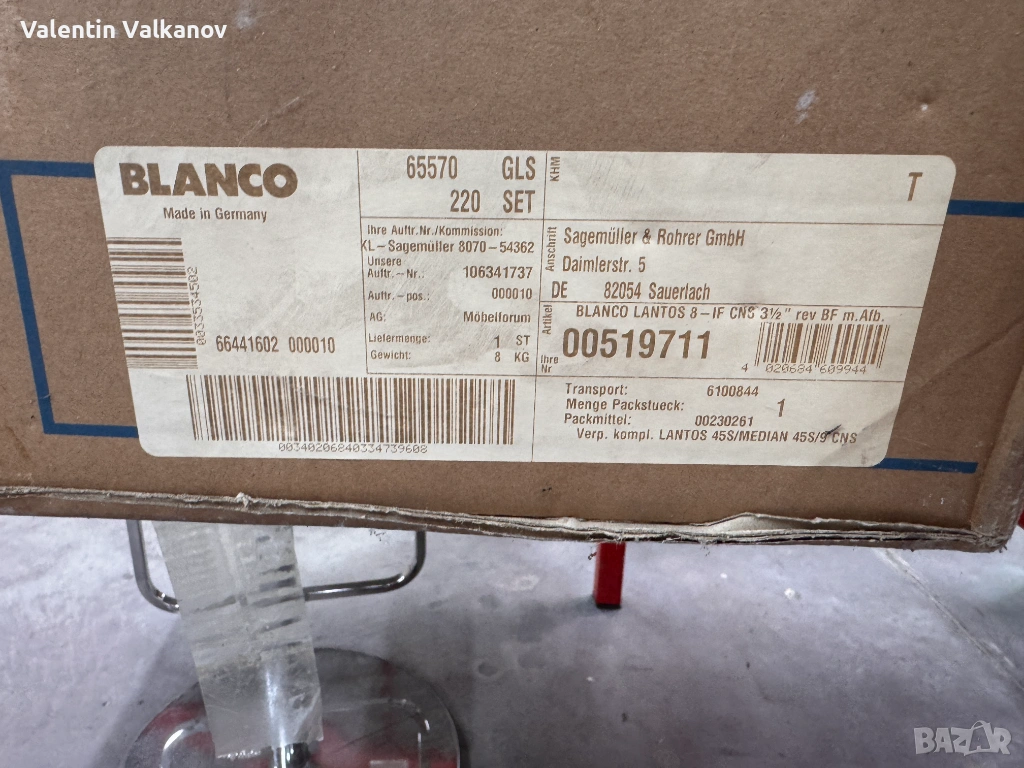 Valentin Valkanov
BLANCO
Made in Germany
0033534502
66441602 000010
65570 GLS
220 SET
Ihre Auftr.Nr./Kommission:
KL-Sagemüller 8070-54362
Unsere
Auftr.-Nr.: 106341737
Auftr.-pos.: 000010
AG: Möbelforum
Liefermenge: 1 ST
Gewicht: 8 KG
KHM
T
Anschrift
Sagemüller & Rohrer GmbH
Daimlerstr. 5
DE 82054 Sauerlach
Artikel
BLANCO LANTOS 8-IF CNS 3½" rev BF m.Afb.
00519711
Ihre
Nr
4 020684 609944
Transport: 6100844
Menge Packstueck: 1
Packmittel: 00230261
Verp. kompl. LANTOS 45S/MEDIAN 45S/9 CNS
00340206840334739608
BAZAR